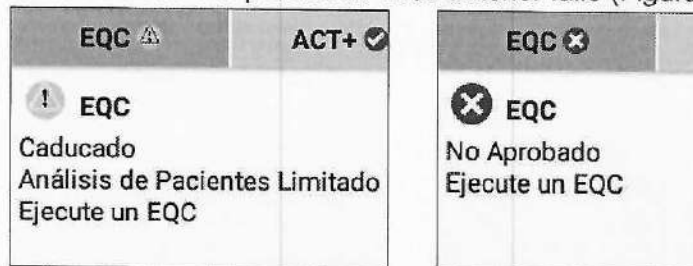 EQC
ACT+
EQC
Caducado
Análisis de Pacientes Limitado
Ejecute un EQC
EQC
EQC
No Aprobado
Ejecute un EQC